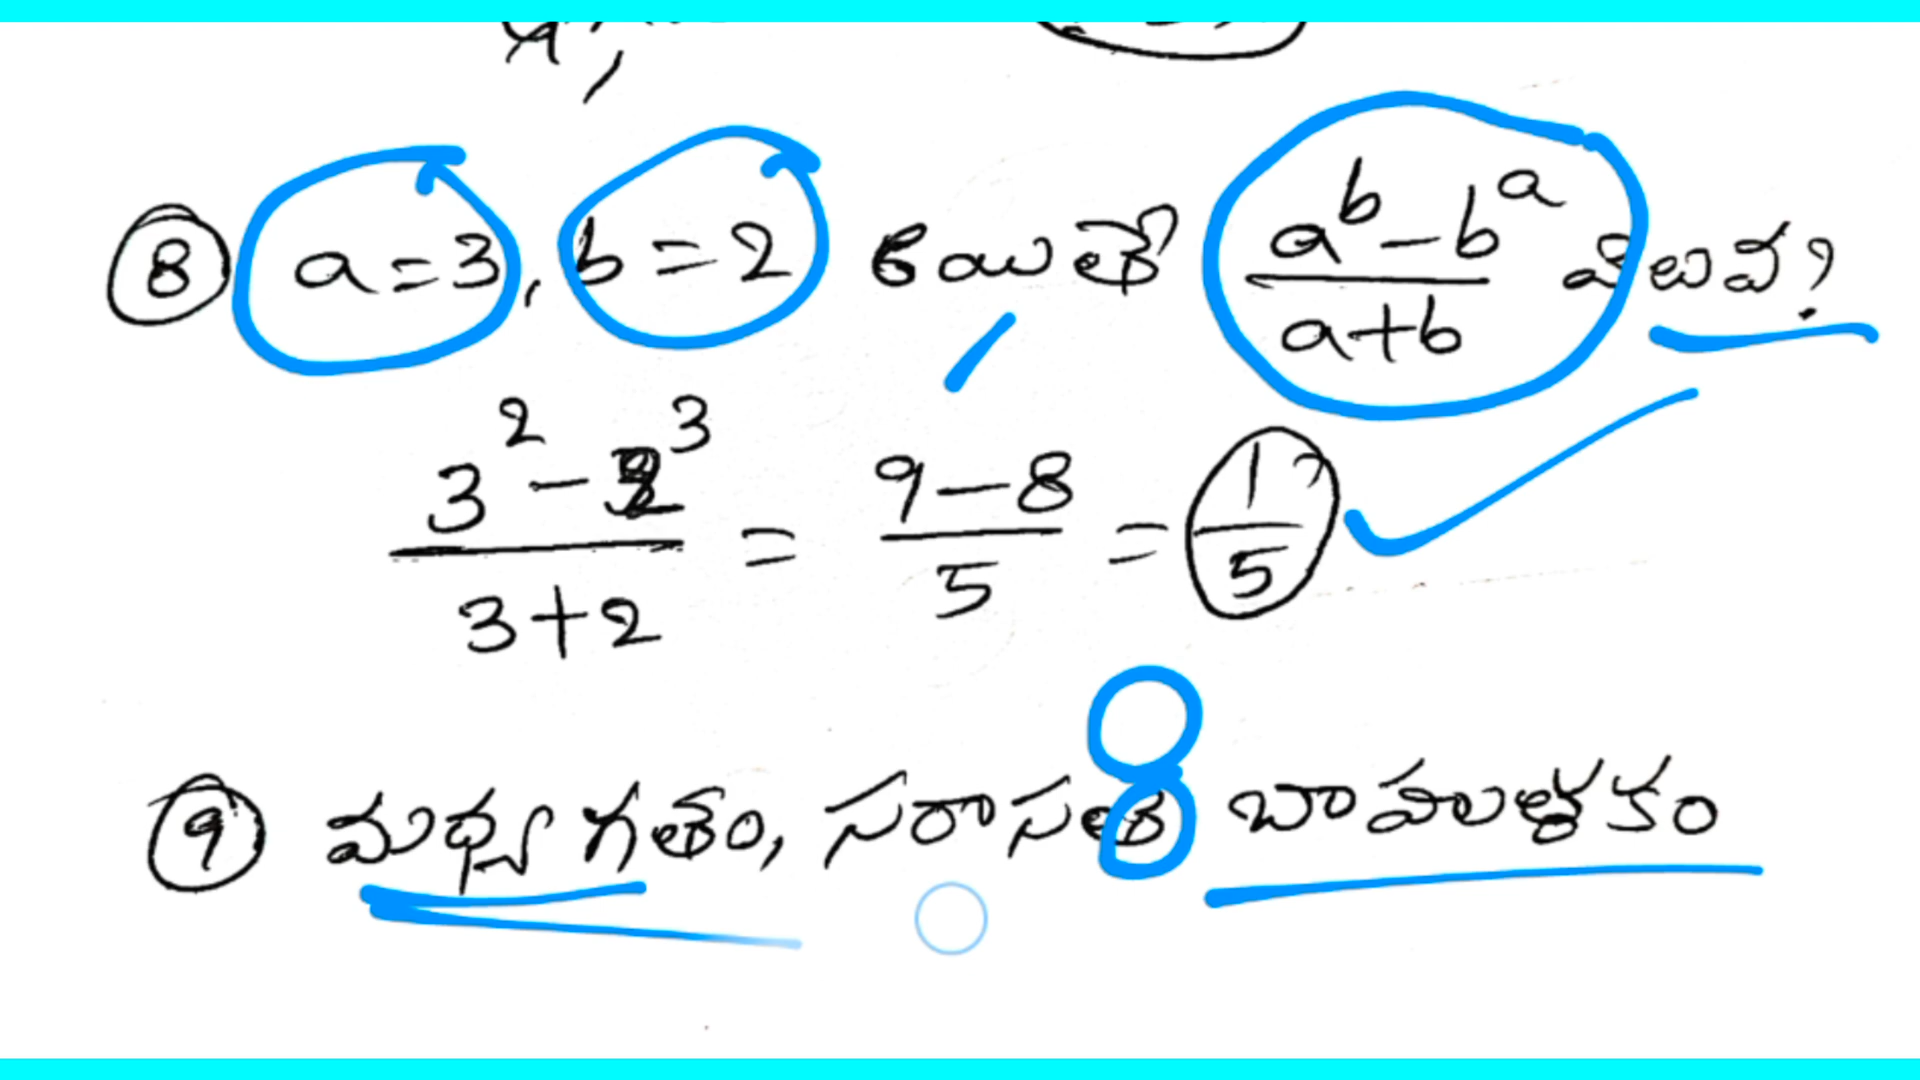 8 a=3, b=2 అయితే (a^b - b^a)/(a+b) విలువ?
(3^2 - 2^3)/(3+2) = (9-8)/5 = 1/5
9 మధ్యగతం, సరాసరి బాహుళకం
8